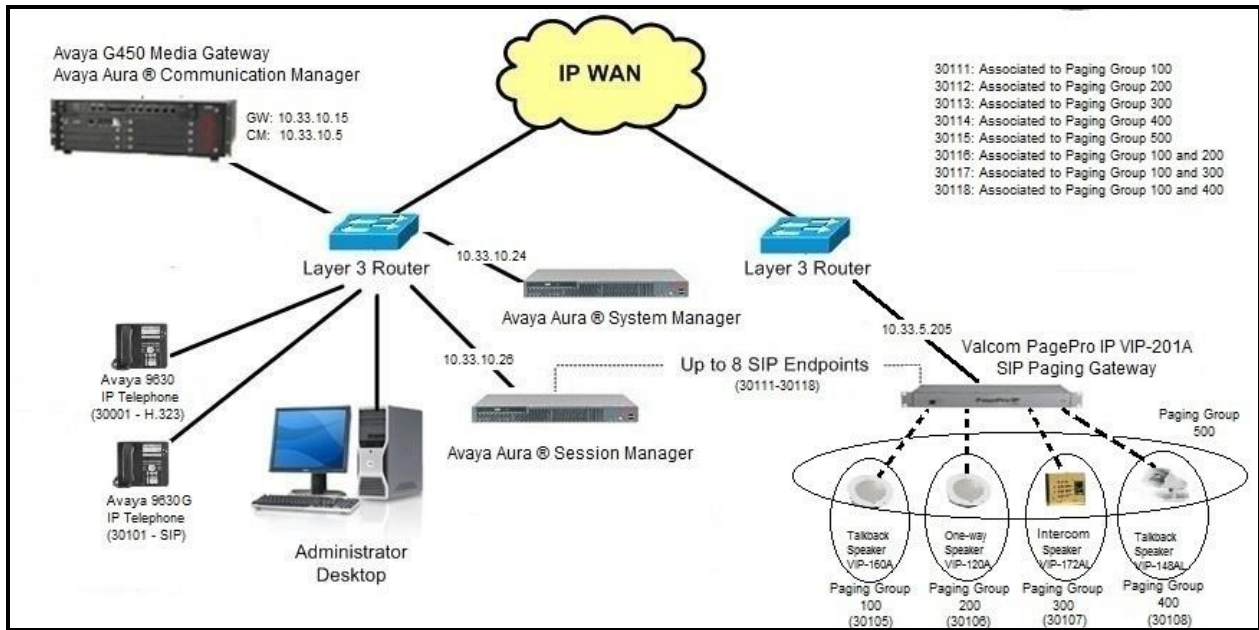 Avaya G450 Media Gateway
Avaya Aura ® Communication Manager
GW: 10.33.10.15
CM: 10.33.10.5
IP WAN
30111: Associated to Paging Group 100
30112: Associated to Paging Group 200
30113: Associated to Paging Group 300
30114: Associated to Paging Group 400
30115: Associated to Paging Group 500
30116: Associated to Paging Group 100 and 200
30117: Associated to Paging Group 100 and 300
30118: Associated to Paging Group 100 and 400
Layer 3 Router
10.33.10.24
Avaya Aura ® System Manager
Layer 3 Router
10.33.5.205
Valcom PagePro IP VIP-201A
SIP Paging Gateway
PagePro IP
Avaya 9630
IP Telephone
(30001 - H.323)
10.33.10.26
Up to 8 SIP Endpoints
(30111-30118)
Avaya Aura ® Session Manager
Avaya 9630G
IP Telephone
(30101 - SIP)
Administrator
Desktop
Paging Group
500
Talkback
Speaker
VIP-160A
Paging Group
100
(30105)
One-way
Speaker
VIP-120A
Paging Group
200
(30106)
Intercom
Speaker
VIP-172AL
Paging Group
300
(30107)
Talkback
Speaker
VIP-148AL
Paging Group
400
(30108)